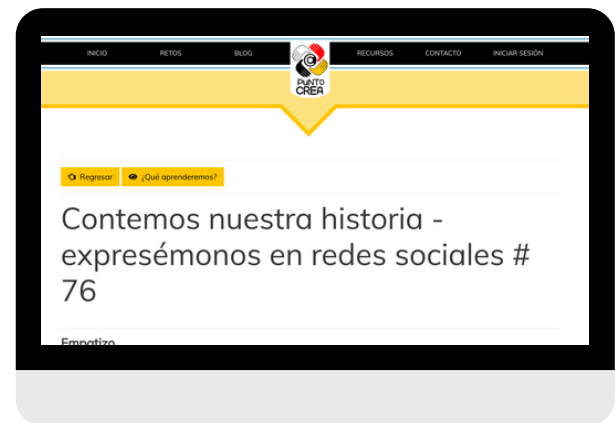 INICIO RETOS BLOG RECURSOS CONTACTO INICIAR SESIÓN
PUNTO
CREA
Regresar ¿Qué aprenderemos?
Contemos nuestra historia -
expresémonos en redes sociales #
76
Empatizo